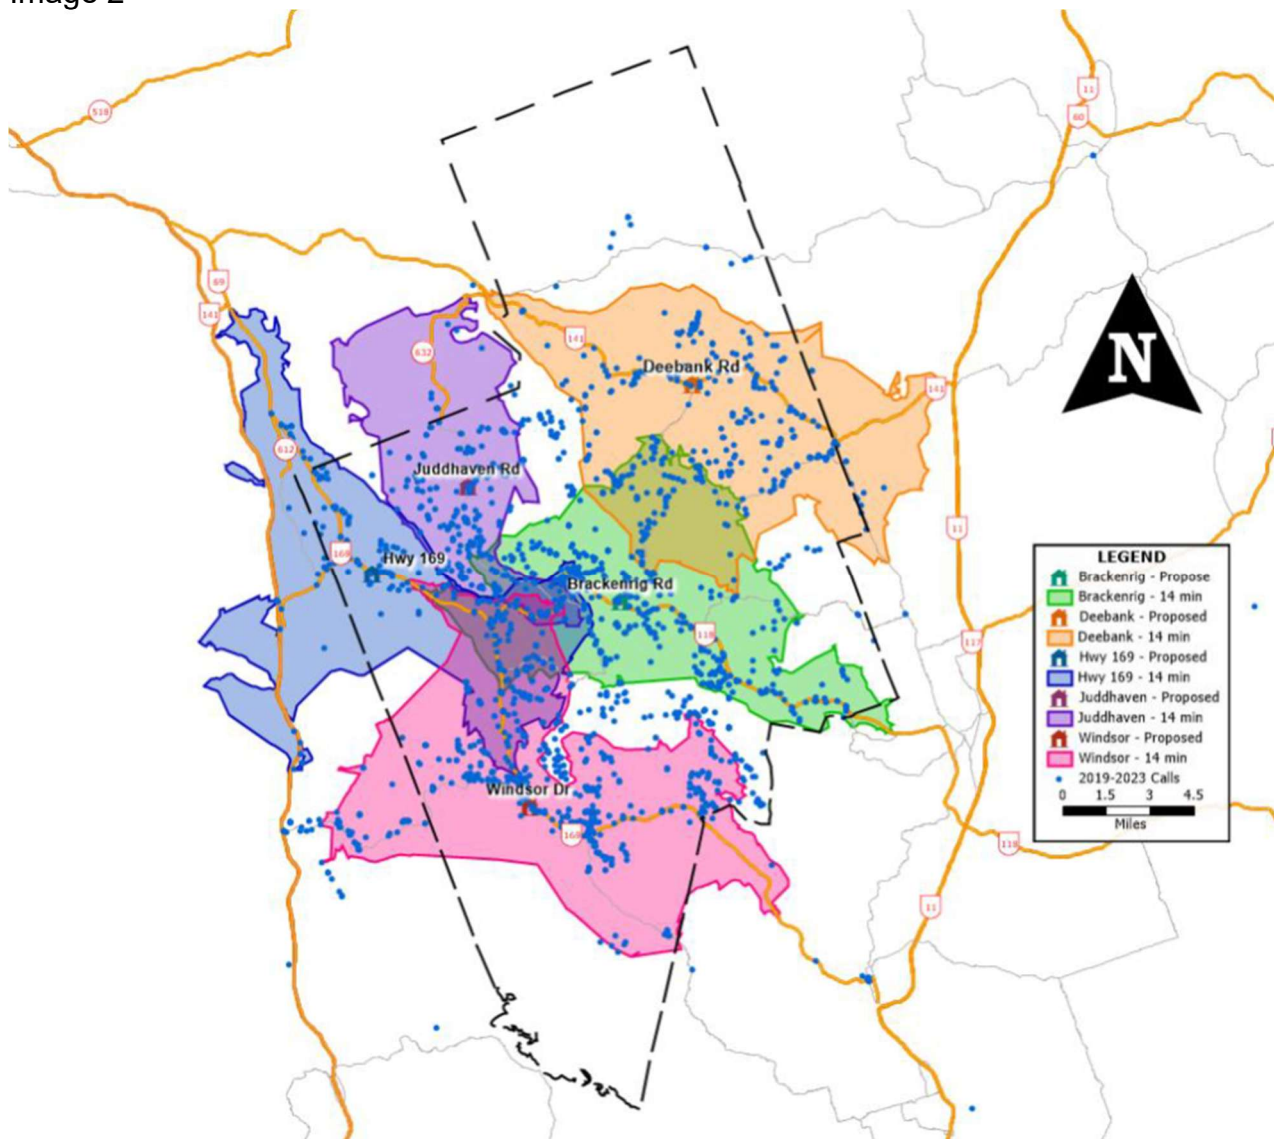 Image 2
11
60
518
69
141
141
632
Deebank Rd
141
612
Juddhaven Rd
11
169
Hwy 169
Brackenrig Rd
118
117
Windsor Dr
169
118
11
N
LEGEND
Brackenrig - Propose
Brackenrig - 14 min
Deebank - Proposed
Deebank - 14 min
Hwy 169 - Proposed
Hwy 169 - 14 min
Juddhaven - Proposed
Juddhaven - 14 min
Windsor - Proposed
Windsor - 14 min
2019-2023 Calls
0 1.5 3 4.5
Miles